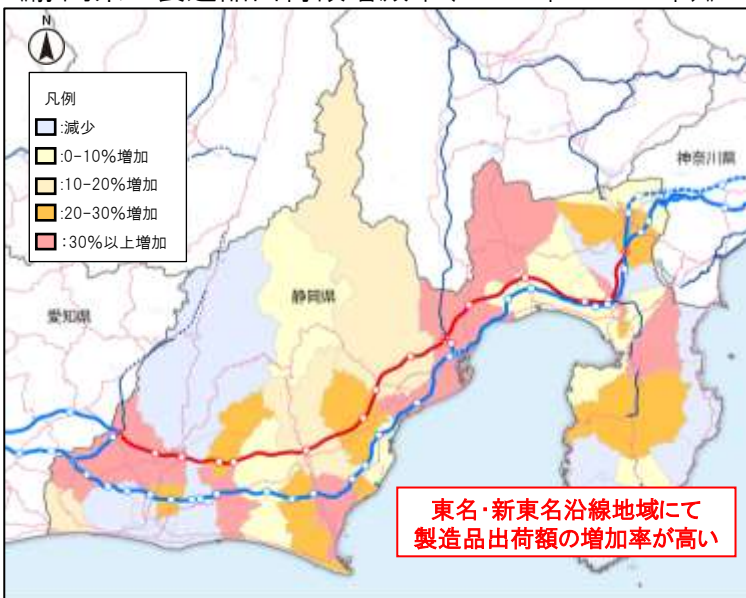 N
凡例
:減少
:0-10%増加
:10-20%増加
:20-30%増加
:30%以上増加
神奈川県
静岡県
愛知県
東名・新東名沿線地域にて
製造品出荷額の増加率が高い